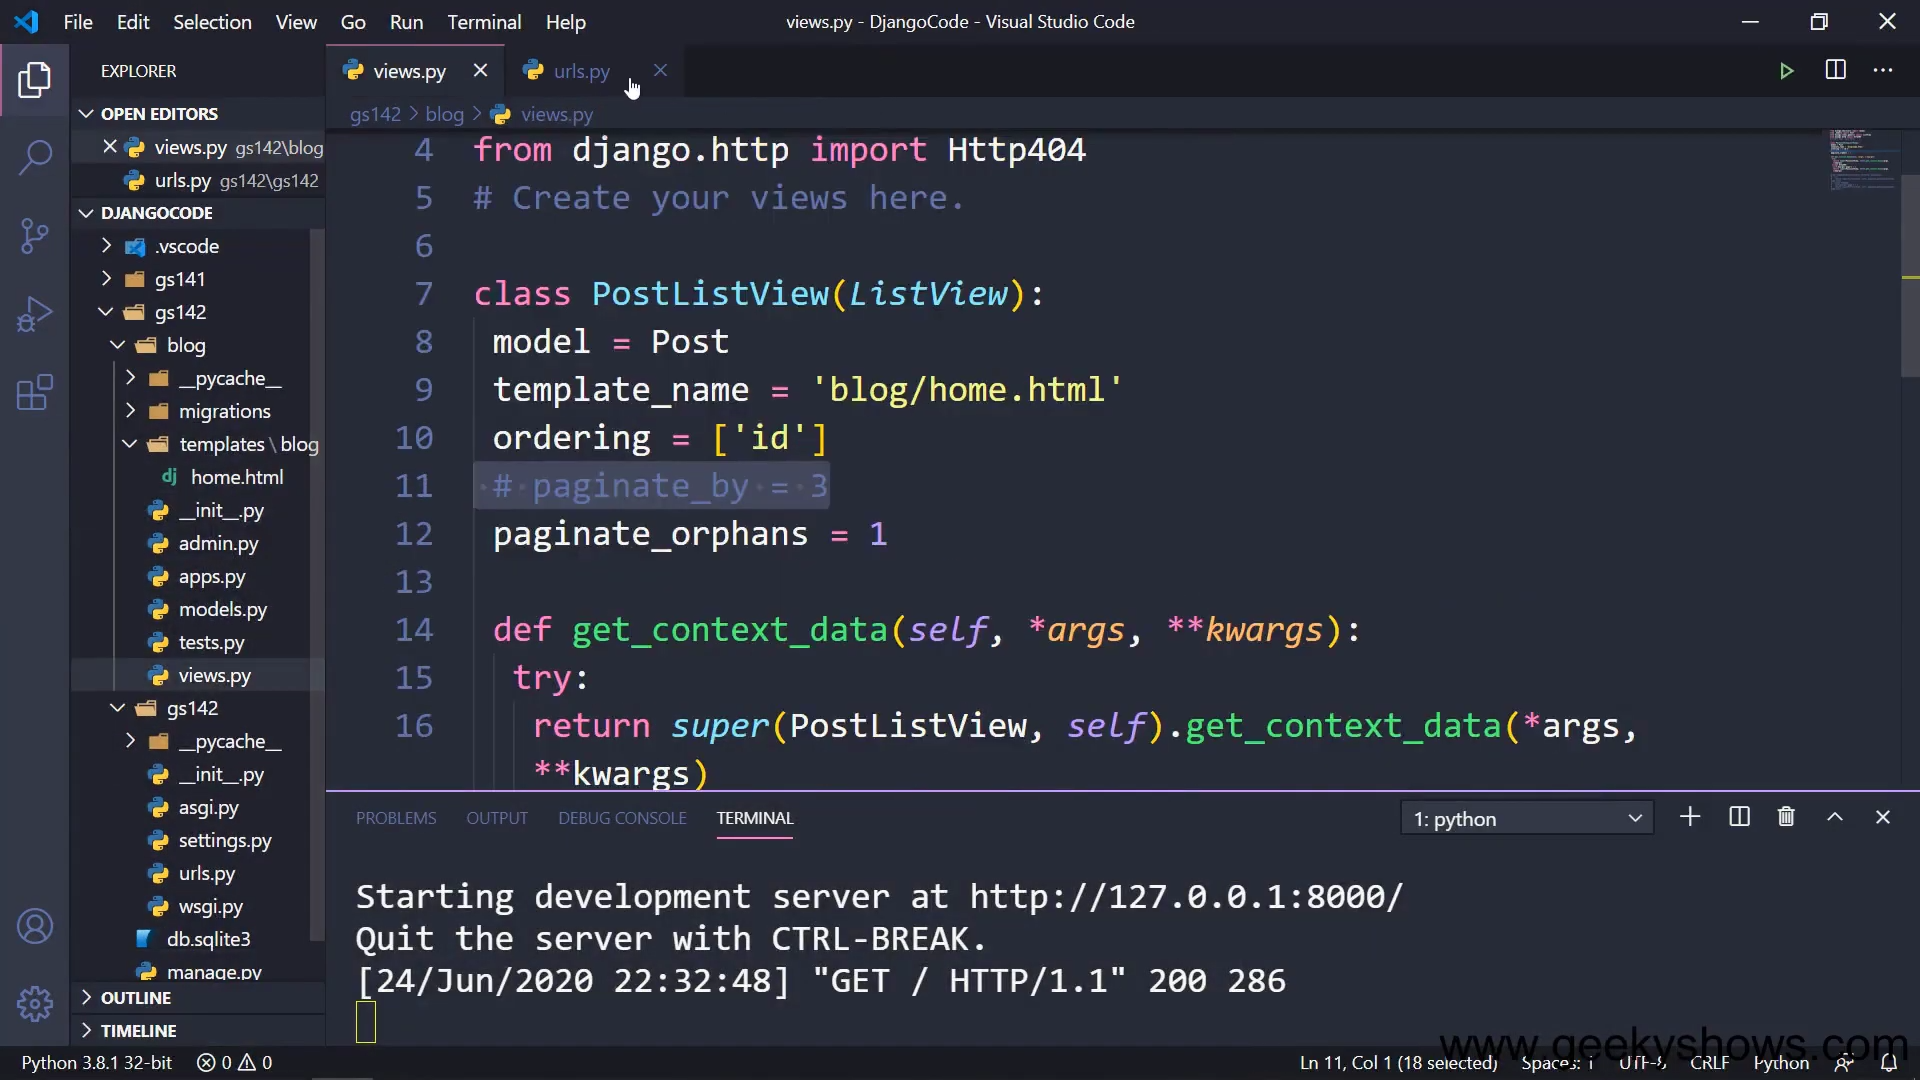 File Edit Selection View Go Run Terminal Help
views.py - DjangoCode - Visual Studio Code
EXPLORER
OPEN EDITORS
views.py gs142\blog
urls.py gs142\gs142
DJANGOCODE
.vscode
gs141
gs142
blog
__pycache__
migrations
templates \ blog
home.html
__init__.py
admin.py
apps.py
models.py
tests.py
views.py
gs142
__pycache__
__init__.py
asgi.py
settings.py
urls.py
wsgi.py
db.sqlite3
manage.py
OUTLINE
TIMELINE
views.py urls.py
gs142 > blog > views.py
4 from django.http import Http404
5 # Create your views here.
6
7 class PostListView(ListView):
8 model = Post
9 template_name = 'blog/home.html'
10 ordering = ['id']
11 # paginate_by = 3
12 paginate_orphans = 1
13
14 def get_context_data(self, *args, **kwargs):
15 try:
16 return super(PostListView, self).get_context_data(*args,
**kwargs)
PROBLEMS OUTPUT DEBUG CONSOLE TERMINAL
1: python
Starting development server at http://127.0.0.1:8000/
Quit the server with CTRL-BREAK.
[24/Jun/2020 22:32:48] "GET / HTTP/1.1" 200 286
www.geekyshows.com
Python 3.8.1 32-bit 0 0
Ln 11, Col 1 (18 selected) Spaces: 1 UTF-8 CRLF Python